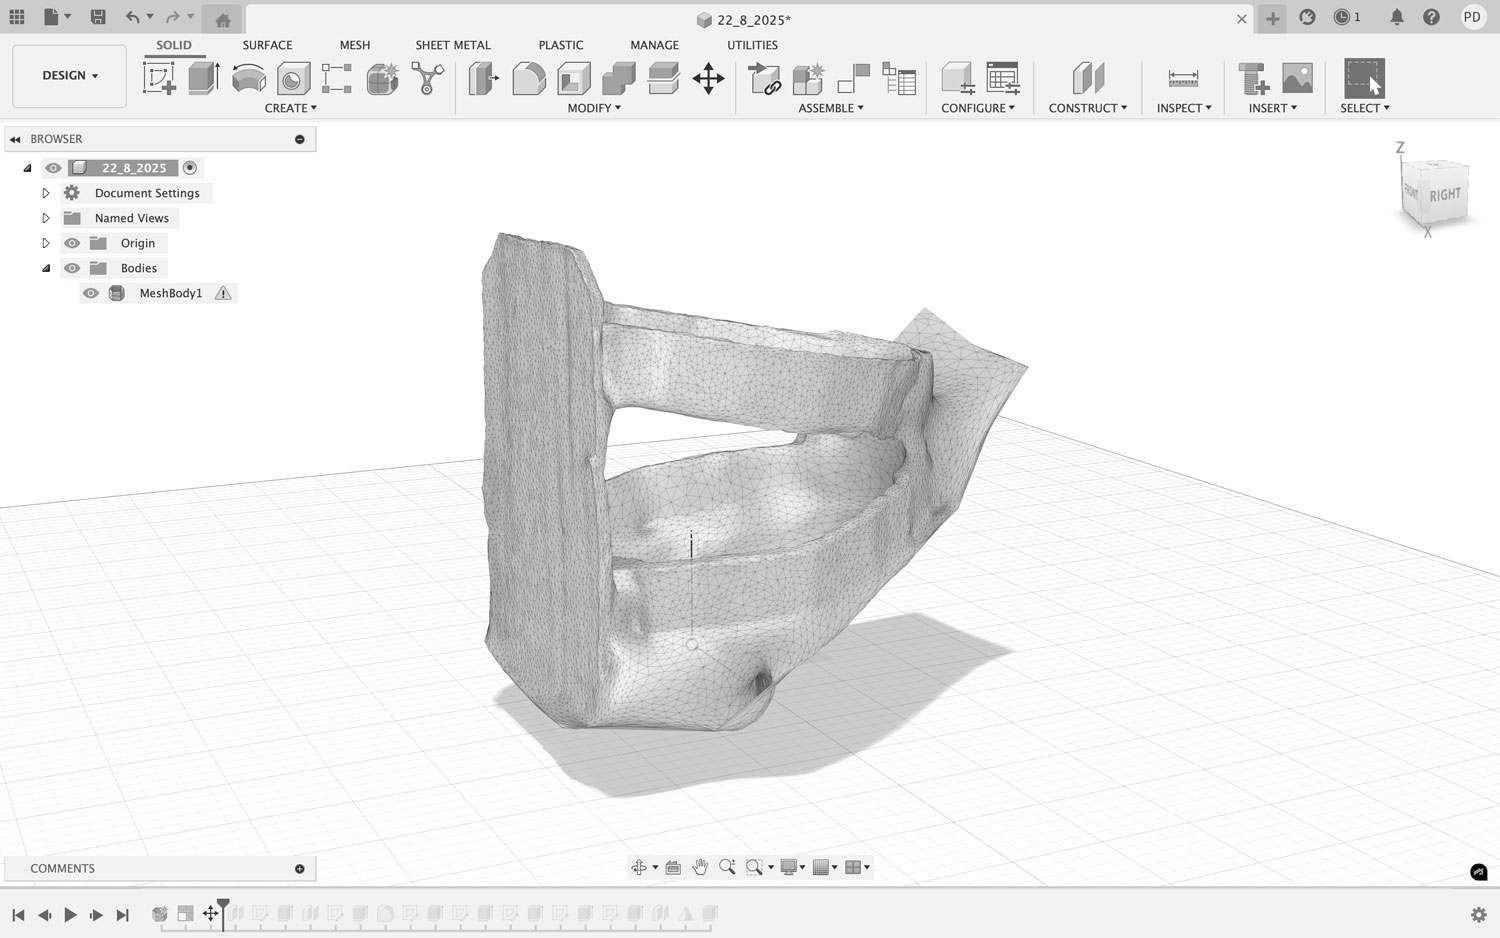 22_8_2025*
1
PD
DESIGN
SOLID
SURFACE
MESH
SHEET METAL
PLASTIC
MANAGE
UTILITIES
CREATE
MODIFY
ASSEMBLE
CONFIGURE
CONSTRUCT
INSPECT
INSERT
SELECT
BROWSER
22_8_2025
Document Settings
Named Views
Origin
Bodies
MeshBody1
Z
FRONT
RIGHT
X
COMMENTS